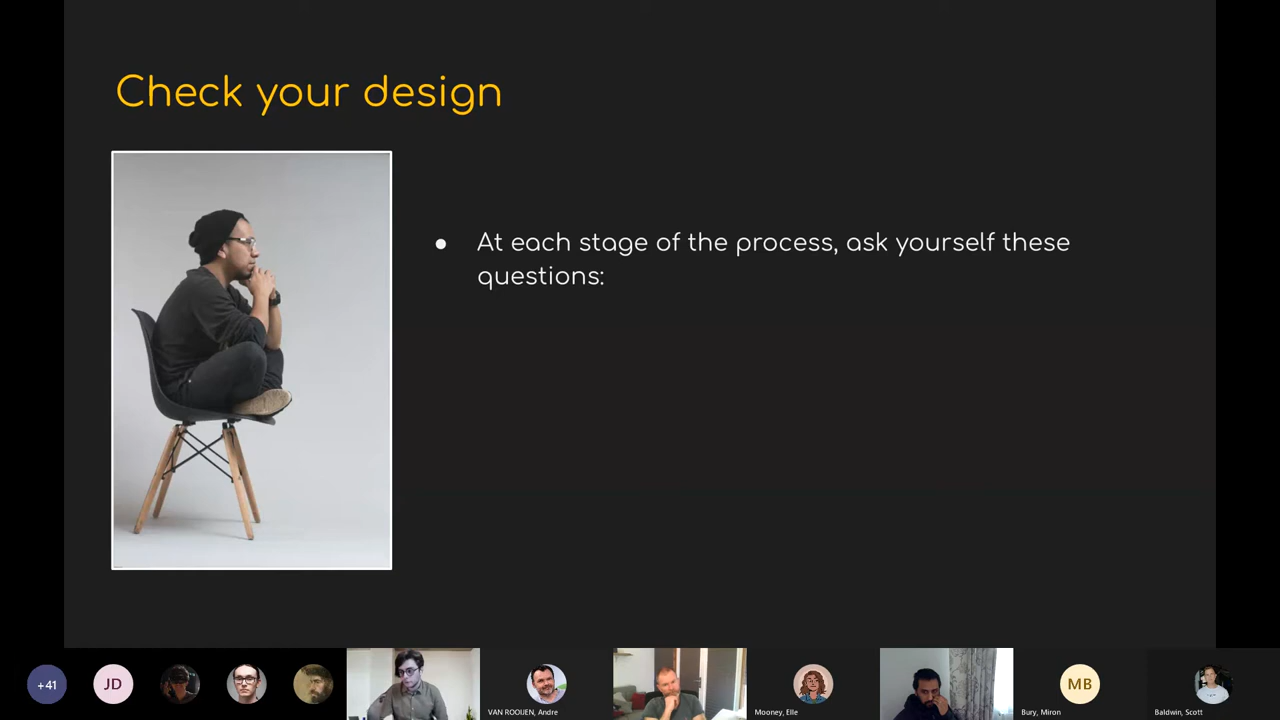 Check your design
● At each stage of the process, ask yourself these
questions:
+41
JD
VAN ROOIJEN, Andre
Mooney, Elle
Bury, Miron
MB
Baldwin, Scott